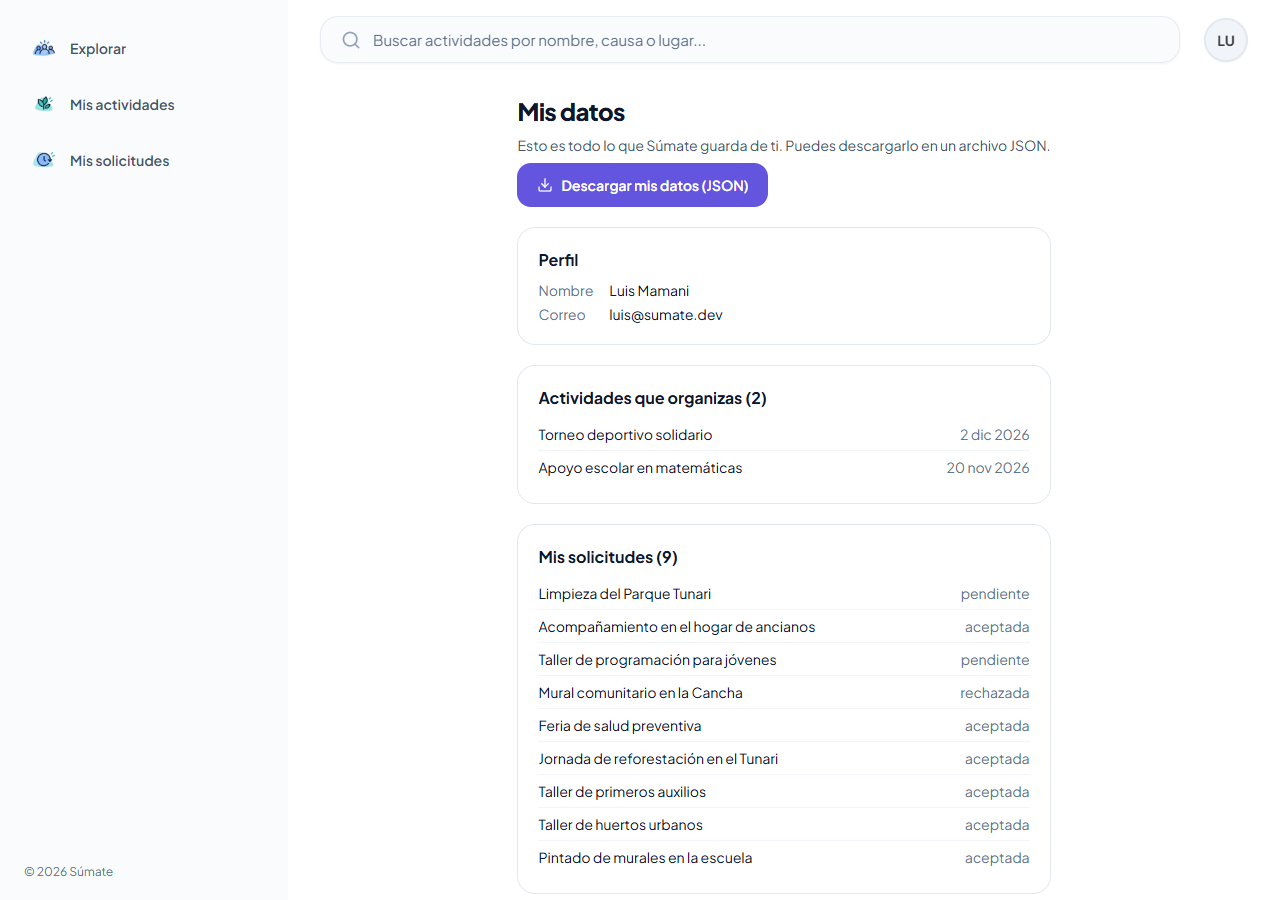 Explorar
Mis actividades
Mis solicitudes
© 2026 Súmate
Buscar actividades por nombre, causa o lugar...
LU
Mis datos
Esto es todo lo que Súmate guarda de ti. Puedes descargarlo en un archivo JSON.
Descargar mis datos (JSON)
Perfil
Nombre Luis Mamani
Correo luis@sumate.dev
Actividades que organizas (2)
Torneo deportivo solidario 2 dic 2026
Apoyo escolar en matemáticas 20 nov 2026
Mis solicitudes (9)
Limpieza del Parque Tunari pendiente
Acompañamiento en el hogar de ancianos aceptada
Taller de programación para jóvenes pendiente
Mural comunitario en la Cancha rechazada
Feria de salud preventiva aceptada
Jornada de reforestación en el Tunari aceptada
Taller de primeros auxilios aceptada
Taller de huertos urbanos aceptada
Pintado de murales en la escuela aceptada